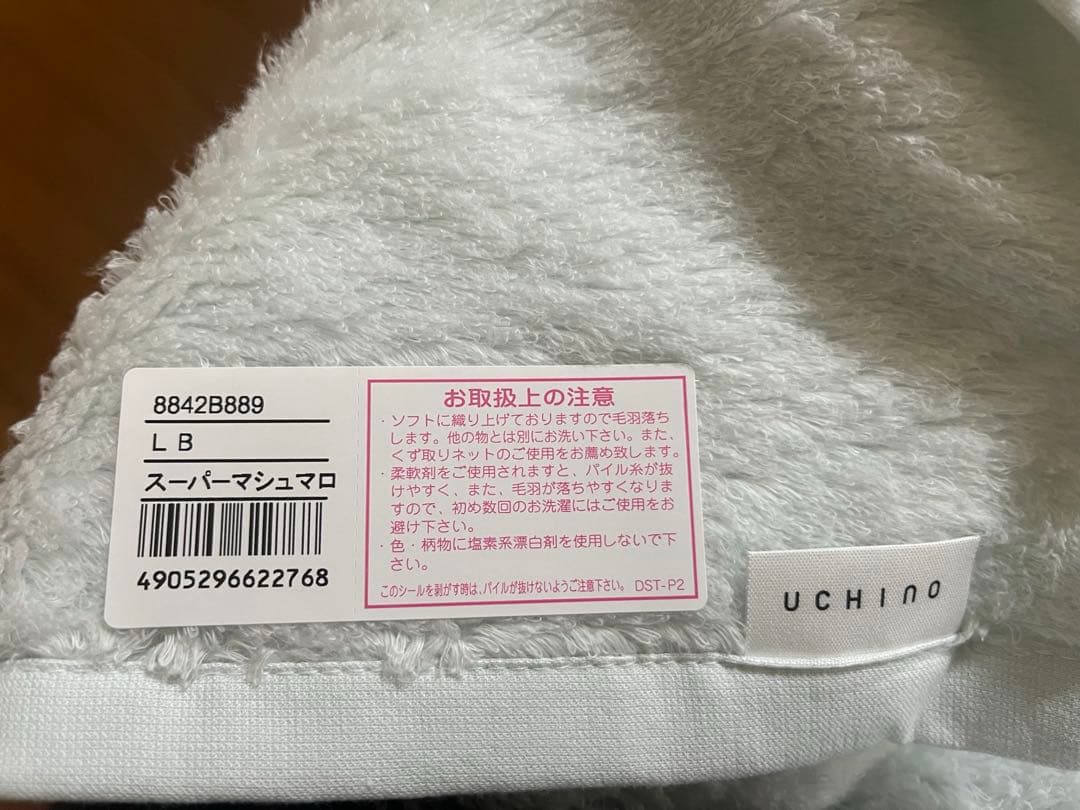 8842B889
L B
スーパーマシュマロ
4905296622768
お取扱上の注意
・ソフトに織り上げておりますので毛羽落ち
します。他の物とは別にお洗い下さい。また、
くず取りネットのご使用をお薦め致します。
・柔軟剤をご使用されますと、パイル糸が抜
けやすく、また、毛羽が落ちやすくなりま
すので、初め数回のお洗濯にはご使用をお
避け下さい。
・色・柄物に塩素系漂白剤を使用しないで下
さい。
このシールを剥がす時は、パイルが抜けないようご注意下さい。 DST-P2
UCHINO